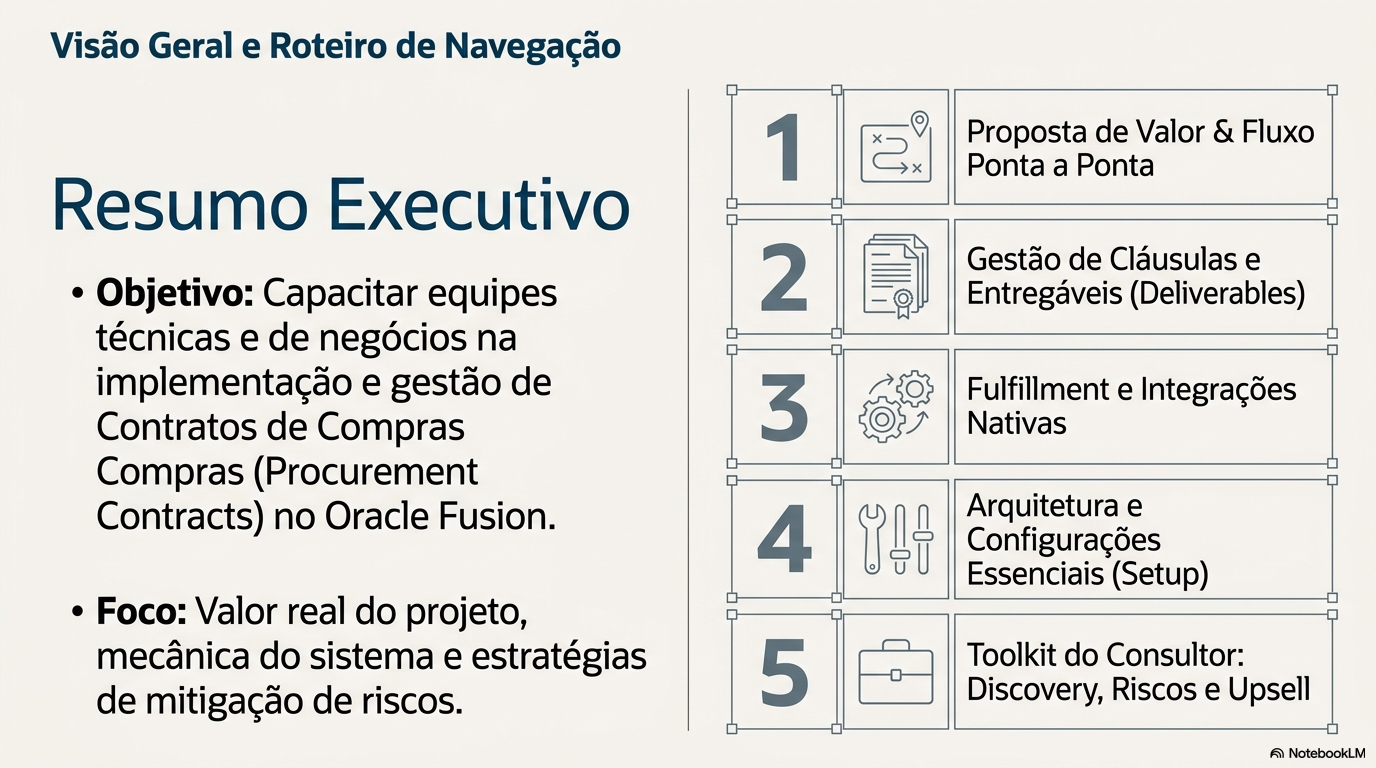 Visão Geral e Roteiro de Navegação
Resumo Executivo
• Objetivo: Capacitar equipes
técnicas e de negócios na
implementação e gestão de
Contratos de Compras
Compras (Procurement
Contracts) no Oracle Fusion.
• Foco: Valor real do projeto,
mecânica do sistema e estratégias
de mitigação de riscos.
1
Proposta de Valor & Fluxo
Ponta a Ponta
2
Gestão de Cláusulas e
Entregáveis (Deliverables)
3
Fulfillment e Integrações
Nativas
4
Arquitetura e
Configurações
Essenciais (Setup)
5
Toolkit do Consultor:
Discovery, Riscos e Upsell
NotebookLM